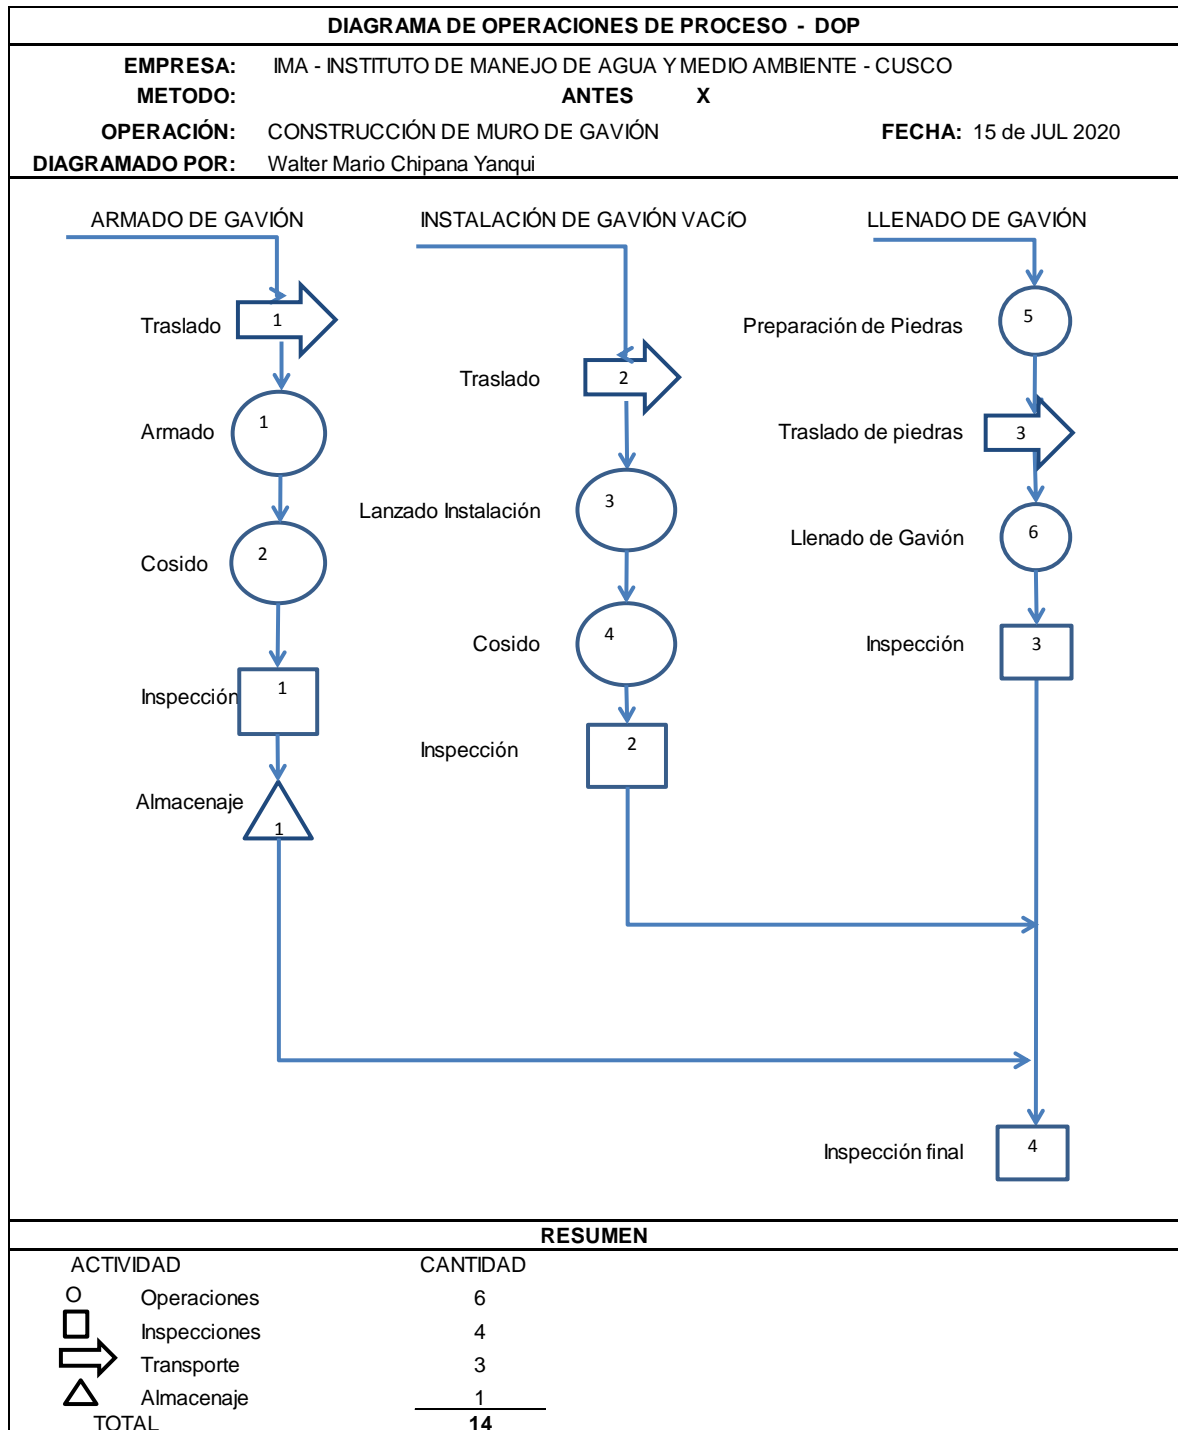 DIAGRAMA DE OPERACIONES DE PROCESO - DOP
EMPRESA: IMA - INSTITUTO DE MANEJO DE AGUA Y MEDIO AMBIENTE - CUSCO
METODO: ANTES X
OPERACIÓN: CONSTRUCCIÓN DE MURO DE GAVIÓN FECHA: 15 de JUL 2020
DIAGRAMADO POR: Walter Mario Chipana Yanqui
ARMADO DE GAVIÓN
Traslado 1
Armado 1
Cosido 2
Inspección 1
Almacenaje 1
INSTALACIÓN DE GAVIÓN VACíO
Traslado 2
Lanzado Instalación 3
Cosido 4
Inspección 2
LLENADO DE GAVIÓN
Preparación de Piedras 5
Traslado de piedras 3
Llenado de Gavión 6
Inspección 3
Inspección final 4
RESUMEN
ACTIVIDAD CANTIDAD
O Operaciones 6
Inspecciones 4
Transporte 3
Almacenaje 1
TOTAL 14